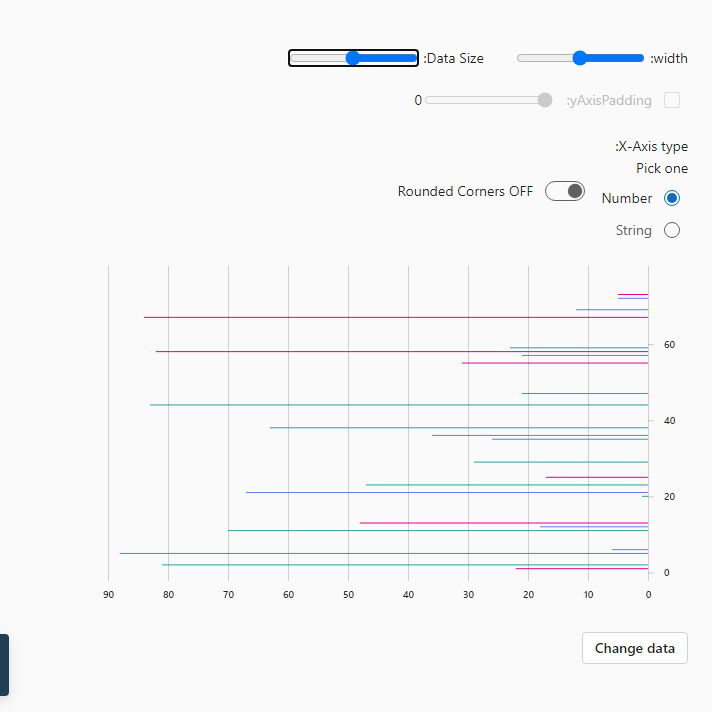 :width
:Data Size
:yAxisPadding
0
:X-Axis type
Pick one
Number
Rounded Corners OFF
String
60
40
20
0
90 80 70 60 50 40 30 20 10 0
Change data